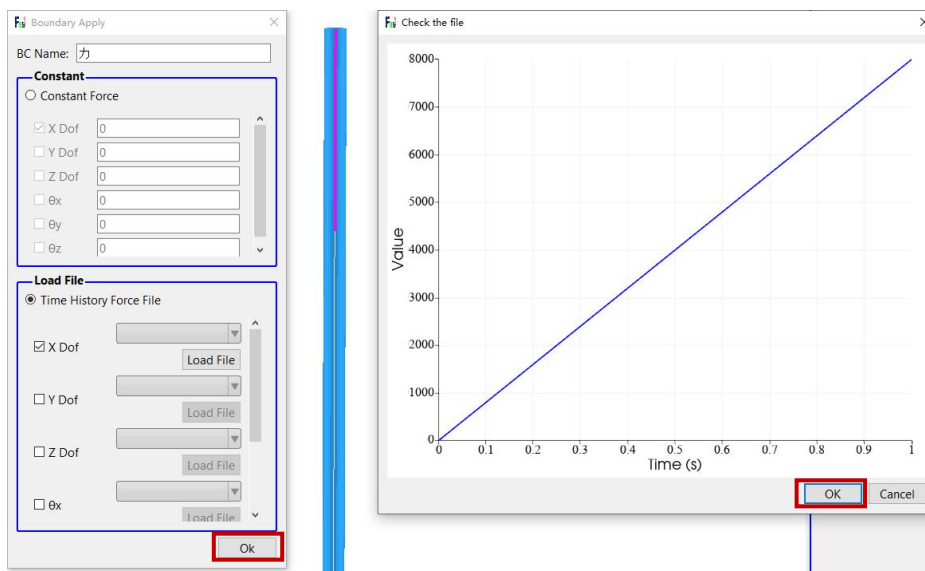 Boundary Apply
BC Name: 力
Constant
Constant Force
X Dof 0
Y Dof 0
Z Dof 0
θx 0
θy 0
θz 0
Load File
Time History Force File
X Dof
Load File
Y Dof
Load File
Z Dof
Load File
θx
Load File
Ok
Check the file
8000
7000
6000
5000
4000
3000
2000
1000
0
Value
0 0.1 0.2 0.3 0.4 0.5 0.6 0.7 0.8 0.9 1
Time (s)
OK Cancel